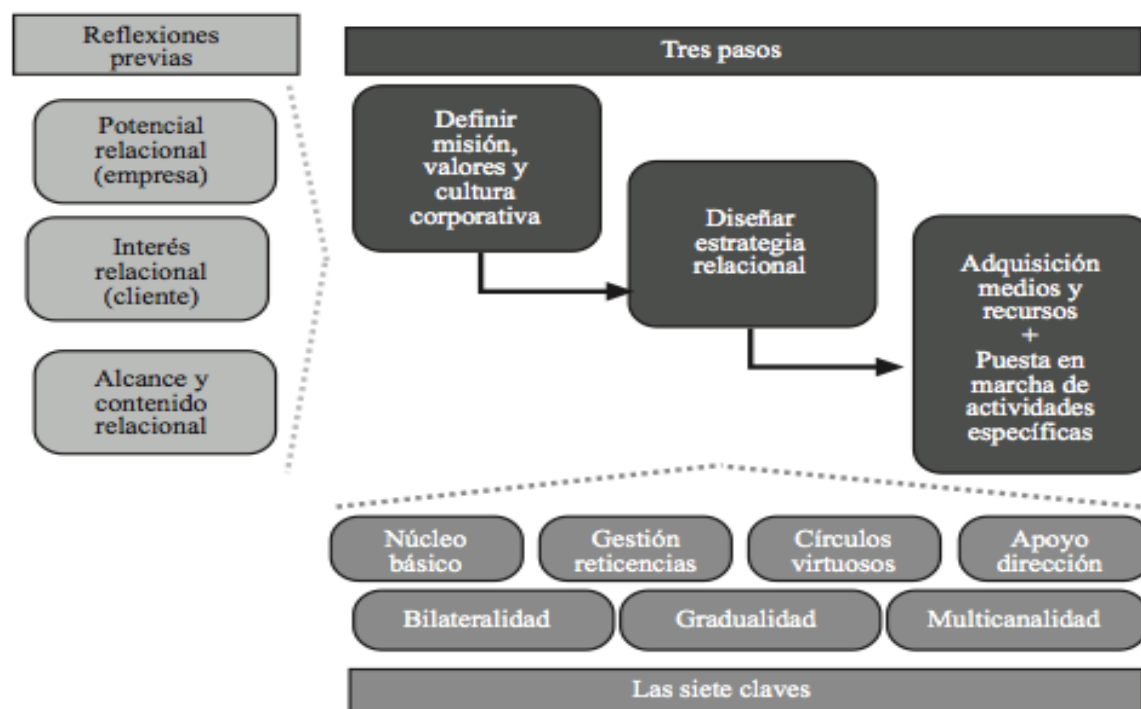 Reflexiones
previas
Potencial
relacional
(empresa)
Interés
relacional
(cliente)
Alcance y
contenido
relacional
Tres pasos
Definir
misión,
valores y
cultura
corporativa
Diseñar
estrategia
relacional
Adquisición
medios y
recursos
+
Puesta en
marcha de
actividades
específicas
Núcleo
básico
Gestión
reticencias
Círculos
virtuosos
Apoyo
dirección
Bilateralidad
Gradualidad
Multicanalidad
Las siete claves